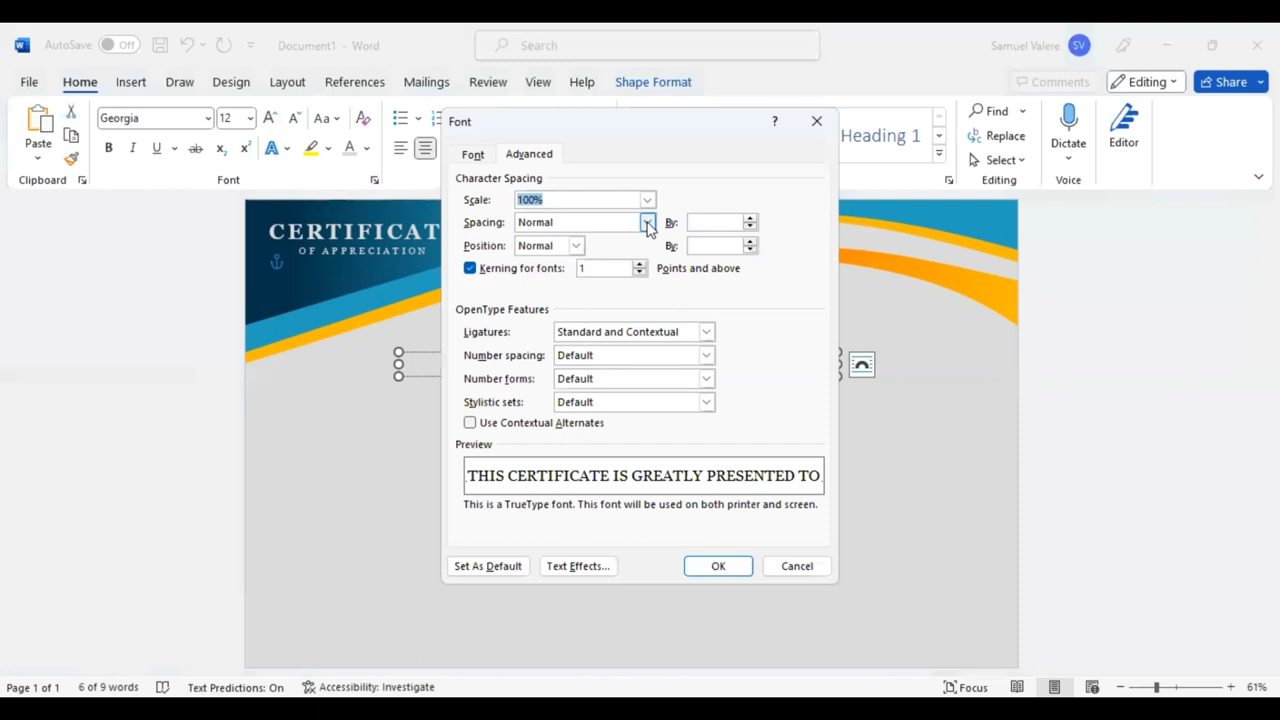 AutoSave Off Document1 - Word Search Samuel Valere SV
File Home Insert Draw Design Layout References Mailings Review View Help Shape Format Comments Editing Share
Paste Georgia 12 Aa Heading 1 Find Replace Select Dictate Editor
B I U ab x₂ x² A A
Clipboard Font Editing Voice
Font
Font Advanced
Character Spacing
Scale: 100%
Spacing: Normal By:
Position: Normal By:
Kerning for fonts: 1 Points and above
OpenType Features
Ligatures: Standard and Contextual
Number spacing: Default
Number forms: Default
Stylistic sets: Default
Use Contextual Alternates
Preview
THIS CERTIFICATE IS GREATLY PRESENTED TO
This is a TrueType font. This font will be used on both printer and screen.
Set As Default Text Effects... OK Cancel
CERTIFICAT
OF APPRECIATION
Page 1 of 1 6 of 9 words Text Predictions: On Accessibility: Investigate Focus 61%